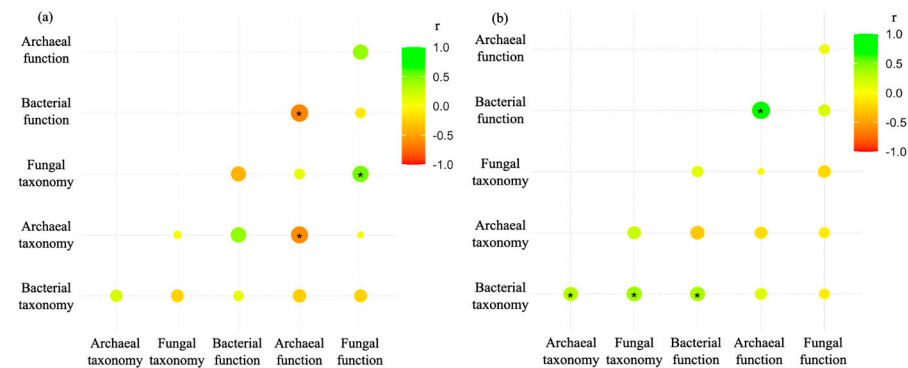 (a)
r
Archaeal
function
Bacterial
function
Fungal
taxonomy
Archaeal
taxonomy
Bacterial
taxonomy
1.0
0.5
0.0
-0.5
-1.0
*
*
*
Archaeal Fungal Bacterial Archaeal Fungal
taxonomy taxonomy function function function
(b)
r
Archaeal
function
Bacterial
function
Fungal
taxonomy
Archaeal
taxonomy
Bacterial
taxonomy
1.0
0.5
0.0
-0.5
-1.0
*
* * *
Archaeal Fungal Bacterial Archaeal Fungal
taxonomy taxonomy function function function